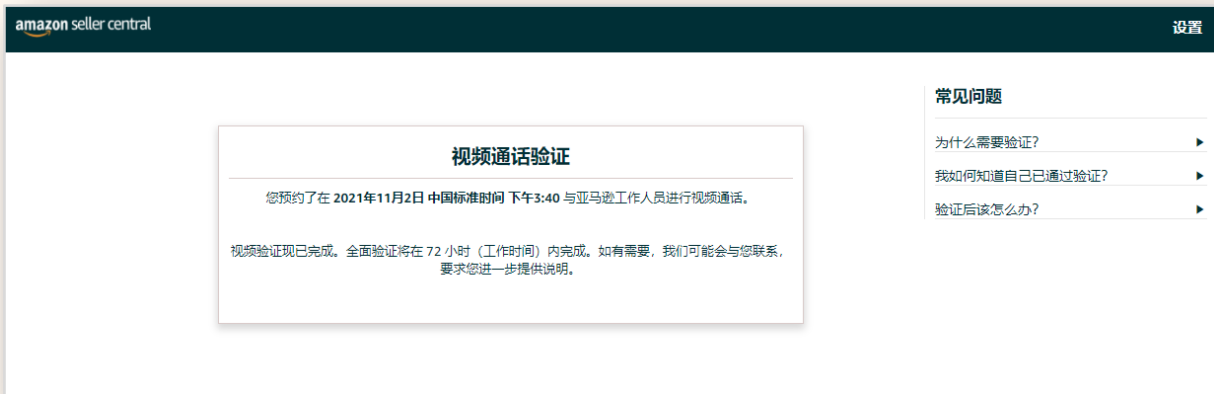 amazon seller central
设置
视频通话验证
您预约了在 2021年11月2日 中国标准时间 下午3:40 与亚马逊工作人员进行视频通话。
视频验证现已完成。全面验证将在 72 小时（工作时间）内完成。如有需要，我们可能会与您联系，
要求您进一步提供说明。
常见问题
为什么需要验证?
我如何知道自己已通过验证?
验证后该怎么办?